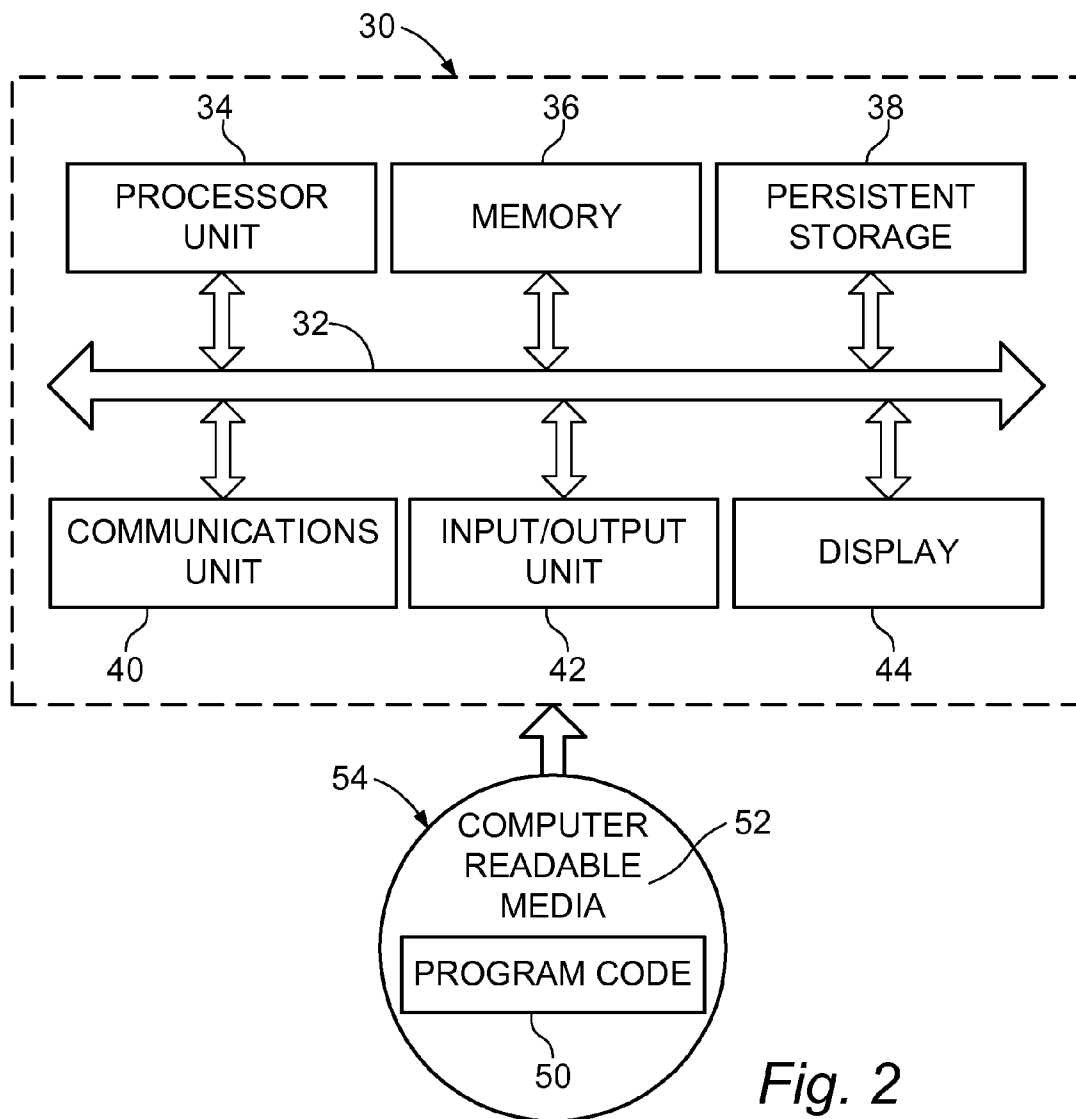 30
34
36
38
PROCESSOR
UNIT
MEMORY
PERSISTENT
STORAGE
32
COMMUNICATIONS
UNIT
INPUT/OUTPUT
UNIT
DISPLAY
40
42
44
54
52
COMPUTER
READABLE
MEDIA
PROGRAM CODE
50
Fig. 2